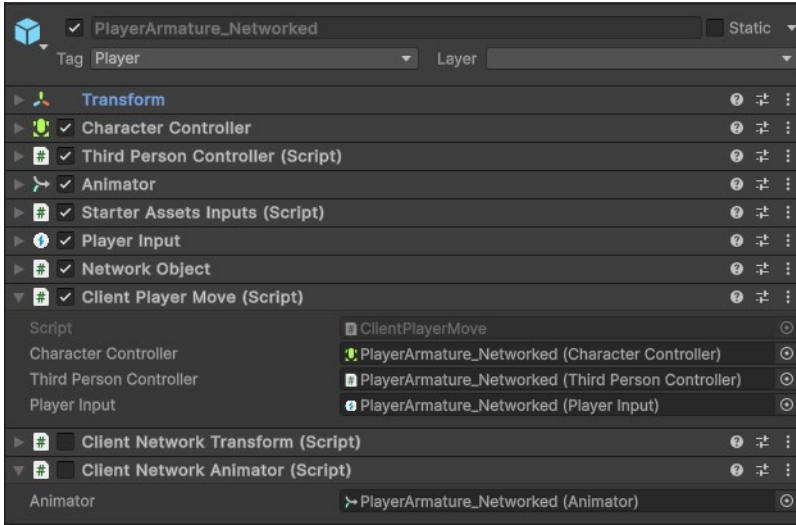 PlayerArmature_Networked Static
Tag Player Layer
Transform
Character Controller
# Third Person Controller (Script)
Animator
# Starter Assets Inputs (Script)
Player Input
# Network Object
# Client Player Move (Script)
Script # ClientPlayerMove
Character Controller PlayerArmature_Networked (Character Controller)
Third Person Controller # PlayerArmature_Networked (Third Person Controller)
Player Input PlayerArmature_Networked (Player Input)
# Client Network Transform (Script)
# Client Network Animator (Script)
Animator PlayerArmature_Networked (Animator)